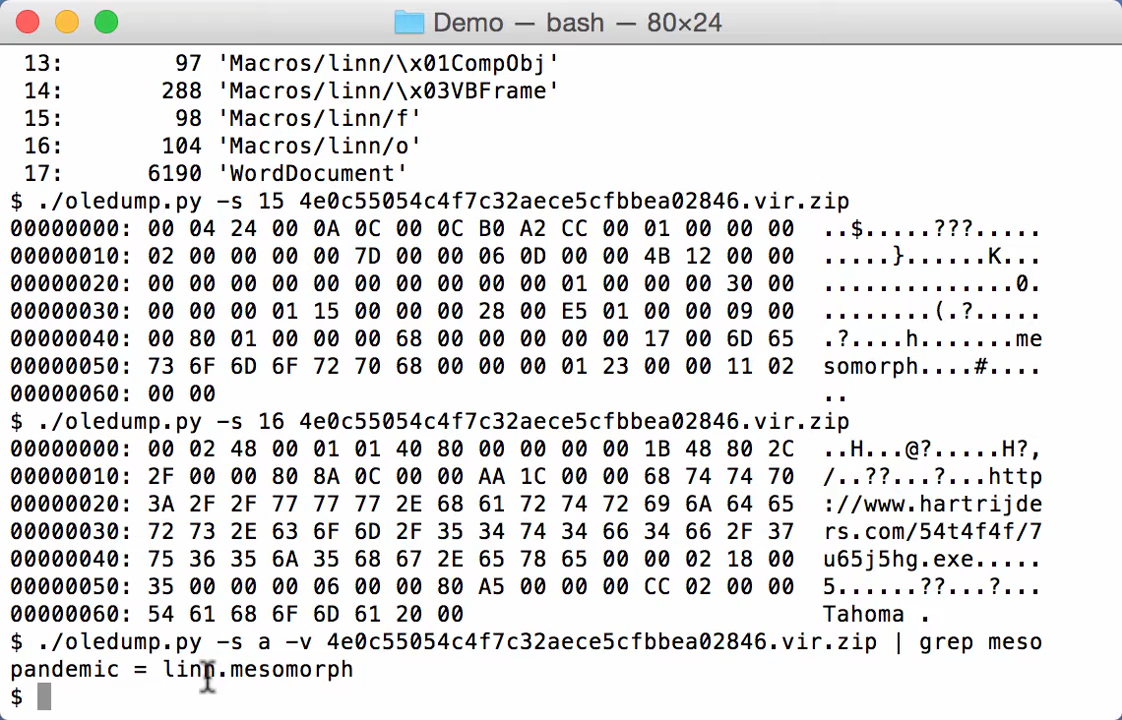 Demo — bash — 80×24
13: 97 'Macros/linn/\x01CompObj'
14: 288 'Macros/linn/\x03VBFrame'
15: 98 'Macros/linn/f'
16: 104 'Macros/linn/o'
17: 6190 'WordDocument'
$ ./oledump.py -s 15 4e0c55054c4f7c32aece5cfbbea02846.vir.zip
00000000: 00 04 24 00 0A 0C 00 0C B0 A2 CC 00 01 00 00 00 ..$.....???.....
00000010: 02 00 00 00 00 7D 00 00 06 0D 00 00 4B 12 00 00 .....}......K...
00000020: 00 00 00 00 00 00 00 00 00 01 00 00 00 30 00 ..............0.
00000030: 00 00 00 01 15 00 00 00 28 00 E5 01 00 00 09 00 ........(.?.....
00000040: 00 80 01 00 00 00 68 00 00 00 00 00 17 00 6D 65 .?....h.......me
00000050: 73 6F 6D 6F 72 70 68 00 00 00 01 23 00 00 11 02 somorph....#....
00000060: 00 00 ..
$ ./oledump.py -s 16 4e0c55054c4f7c32aece5cfbbea02846.vir.zip
00000000: 00 02 48 00 01 01 40 80 00 00 00 00 1B 48 80 2C ..H...@?.....H?,
00000010: 2F 00 00 80 8A 0C 00 00 AA 1C 00 00 68 74 74 70 /..??...?...http
00000020: 3A 2F 2F 77 77 77 2E 68 61 72 74 72 69 6A 64 65 ://www.hartrijde
00000030: 72 73 2E 63 6F 6D 2F 35 34 74 34 66 34 66 2F 37 rs.com/54t4f4f/7
00000040: 75 36 35 6A 35 68 67 2E 65 78 65 00 00 02 18 00 u65j5hg.exe.....
00000050: 35 00 00 00 06 00 00 80 A5 00 00 00 CC 02 00 00 5......??...?...
00000060: 54 61 68 6F 6D 61 20 00 Tahoma .
$ ./oledump.py -s a -v 4e0c55054c4f7c32aece5cfbbea02846.vir.zip | grep meso
pandemic = linn.mesomorph
$